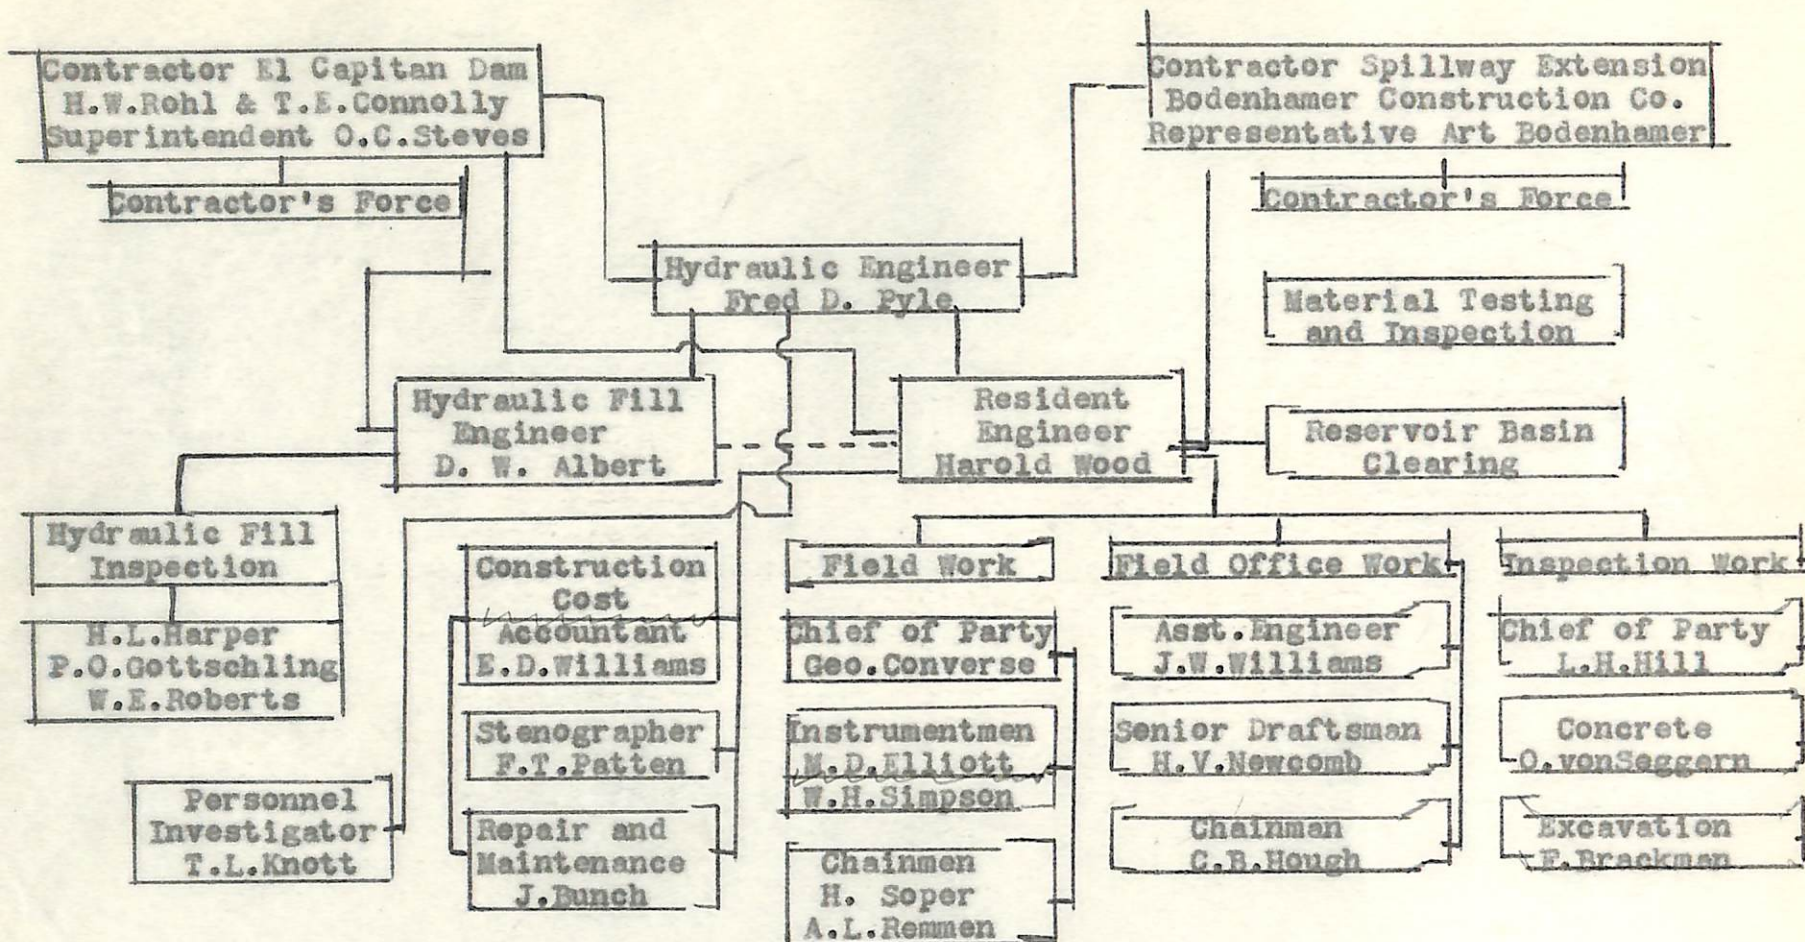 Contractor El Capitan Dam
H.W.Rohl & T.E.Connolly
Superintendent O.C.Steves
Contractor's Force
Contractor Spillway Extension
Bodenhamer Construction Co.
Representative Art Bodenhamer
Contractor's Force
Hydraulic Engineer
Fred D. Pyle
Material Testing
and Inspection
Hydraulic Fill
Engineer
D. W. Albert
Resident
Engineer
Harold Wood
Reservoir Basin
Clearing
Hydraulic Fill
Inspection
H.L.Harper
P.O.Gottschling
W.E.Roberts
Personnel
Investigator
T.L.Knott
Construction
Cost
Accountant
E.D.Williams
Stenographer
F.T.Patten
Repair and
Maintenance
J.Bunch
Field Work
Chief of Party
Geo.Converse
Instrumentmen
M.D.Elliott
W.H.Simpson
Chainmen
H. Soper
A.L.Remmen
Field Office Work
Asst.Engineer
J.W.Williams
Senior Draftsman
H.V.Newcomb
Chainman
C.B.Hough
Inspection Work
Chief of Party
L.H.Hill
Concrete
O.vonSeggern
Excavation
F.Brackman